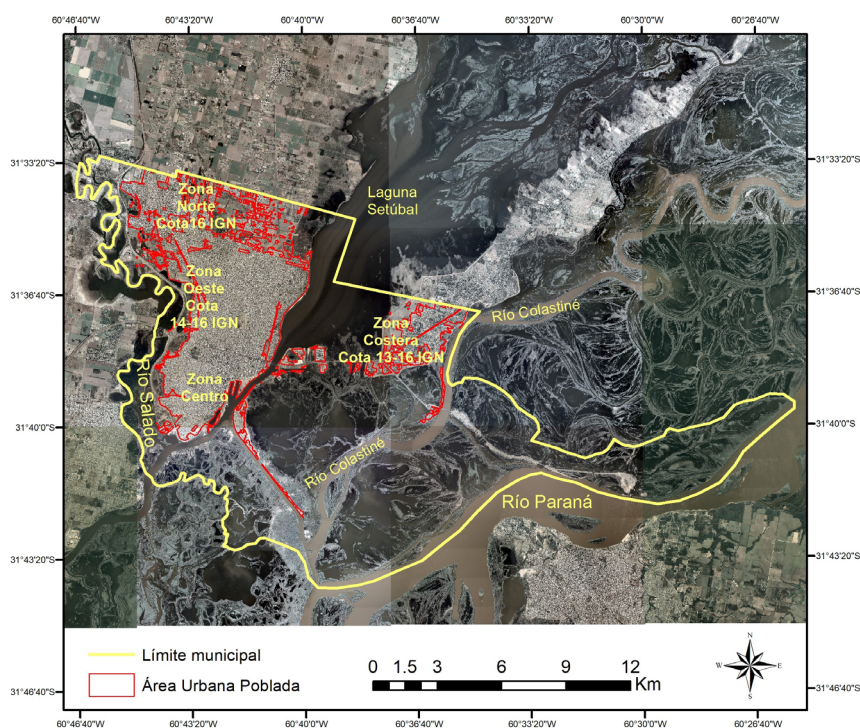 60°46'40"O 60°43'20"O 60°40'0"O 60°36'40"O 60°33'20"O 60°30'0"O 60°26'40"O
31°33'20"S
31°33'20"S
Zona
Norte
Cota16 IGN
Laguna
Setúbal
Zona
Oeste
Cota
14-16 IGN
31°36'40"S
31°36'40"S
Río Colastiné
Zona
Costera
Cota 13-16 IGN
Río Salado
Zona
Centro
31°40'0"S
31°40'0"S
Río Colastiné
Río Paraná
31°43'20"S
31°43'20"S
Límite municipal
Área Urbana Poblada
0 1.5 3 6 9 12
Km
N
W E
S
31°46'40"S
31°46'40"S
60°46'40"O 60°43'20"O 60°40'0"O 60°36'40"O 60°33'20"O 60°30'0"O 60°26'40"O